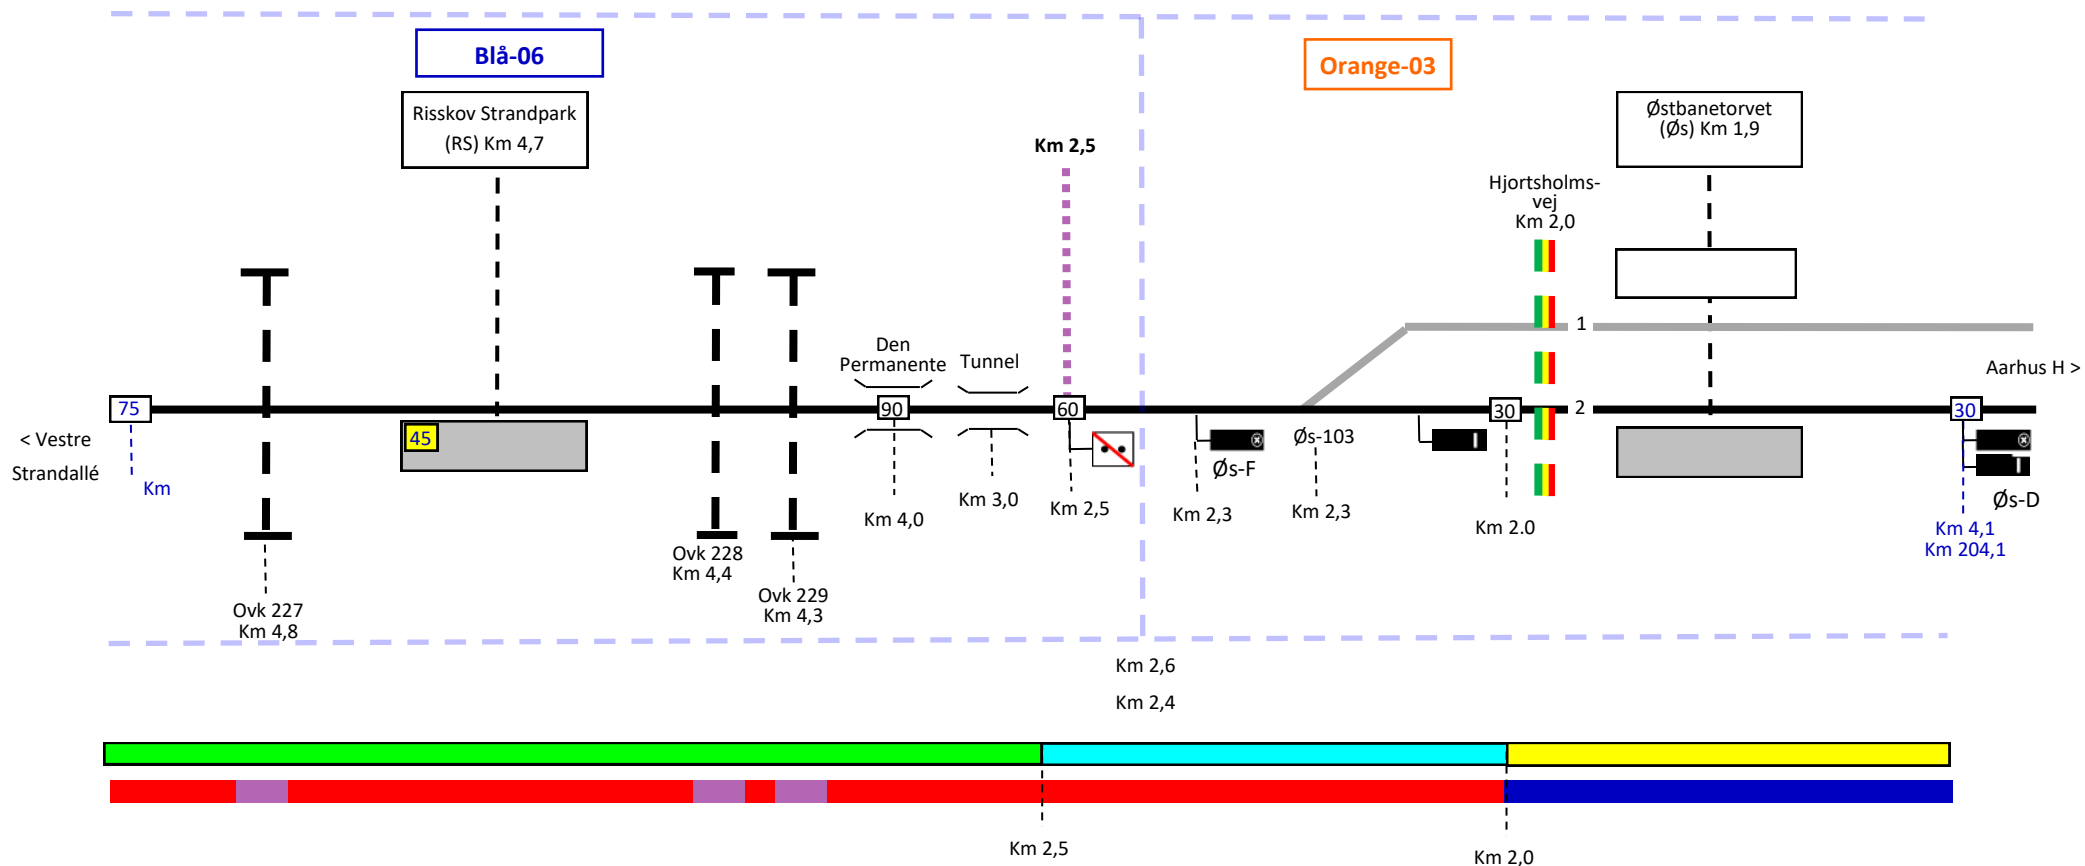 Blå-06
Orange-03
Risskov Strandpark
(RS) Km 4,7
Østbanetorvet
(Øs) Km 1,9
Km 2,5
Hjortsholms-
vej
Km 2,0
1
Den
Permanente
Tunnel
Aarhus H >
75
90
60
30
2
30
45
< Vestre
Strandallé
Km
Øs-F
Øs-103
Øs-D
Km 4,0
Km 3,0
Km 2,5
Km 2,3
Km 2,3
Km 2.0
Km 4,1
Km 204,1
Ovk 228
Km 4,4
Ovk 229
Km 4,3
Ovk 227
Km 4,8
Km 2,6
Km 2,4
Km 2,5
Km 2,0